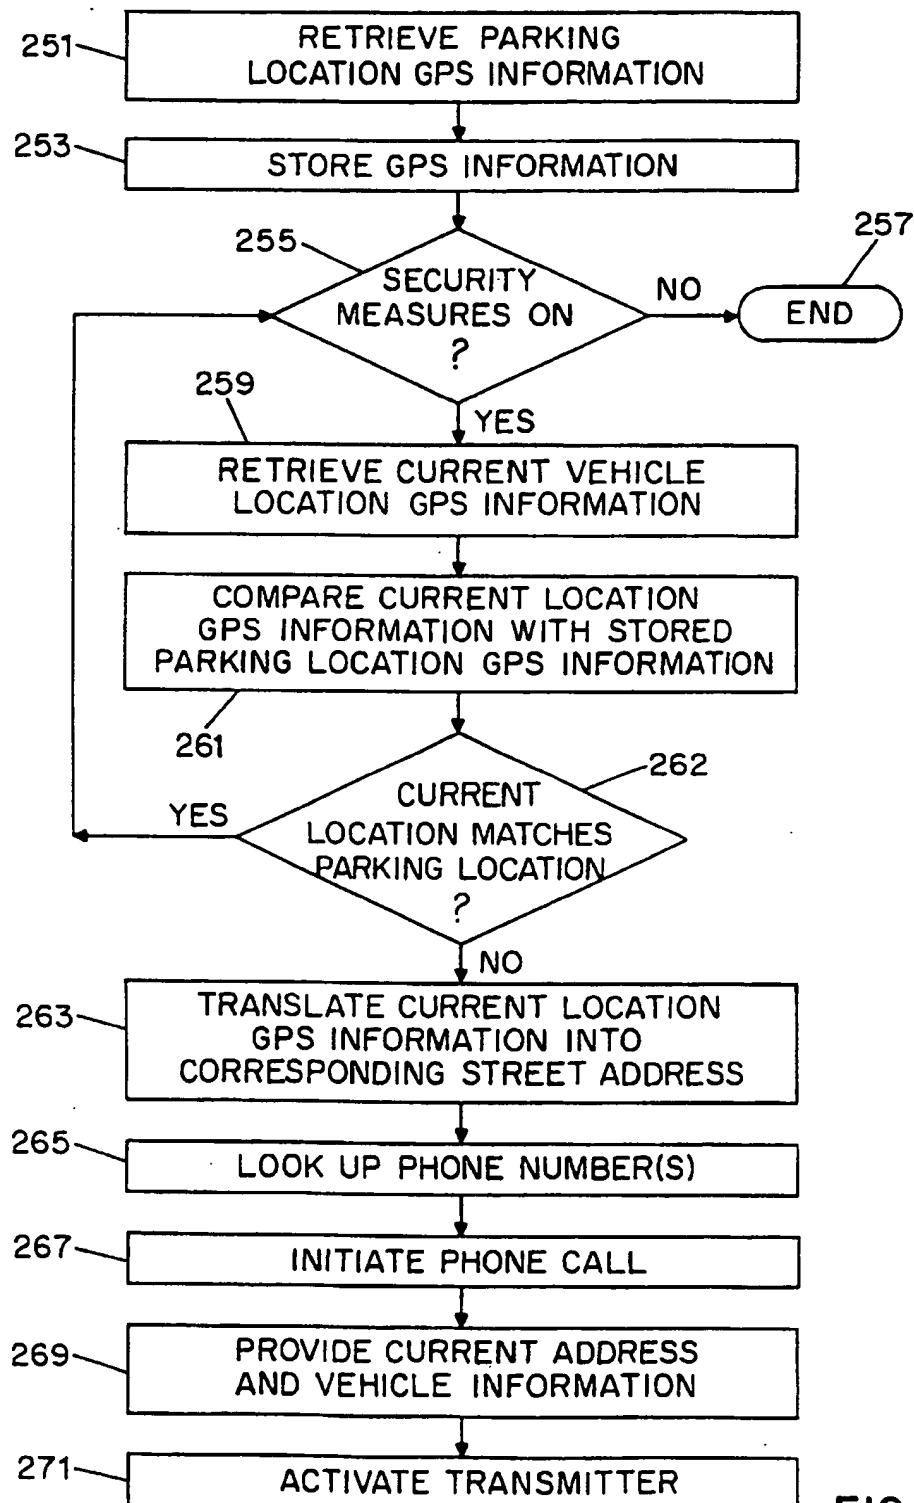 251
RETRIEVE PARKING
LOCATION GPS INFORMATION
253
STORE GPS INFORMATION
255
SECURITY
MEASURES ON
?
NO
257
END
YES
259
RETRIEVE CURRENT VEHICLE
LOCATION GPS INFORMATION
COMPARE CURRENT LOCATION
GPS INFORMATION WITH STORED
PARKING LOCATION GPS INFORMATION
261
262
CURRENT
LOCATION MATCHES
PARKING LOCATION
?
YES
NO
263
TRANSLATE CURRENT LOCATION
GPS INFORMATION INTO
CORRESPONDING STREET ADDRESS
265
LOOK UP PHONE NUMBER(S)
267
INITIATE PHONE CALL
269
PROVIDE CURRENT ADDRESS
AND VEHICLE INFORMATION
271
ACTIVATE TRANSMITTER